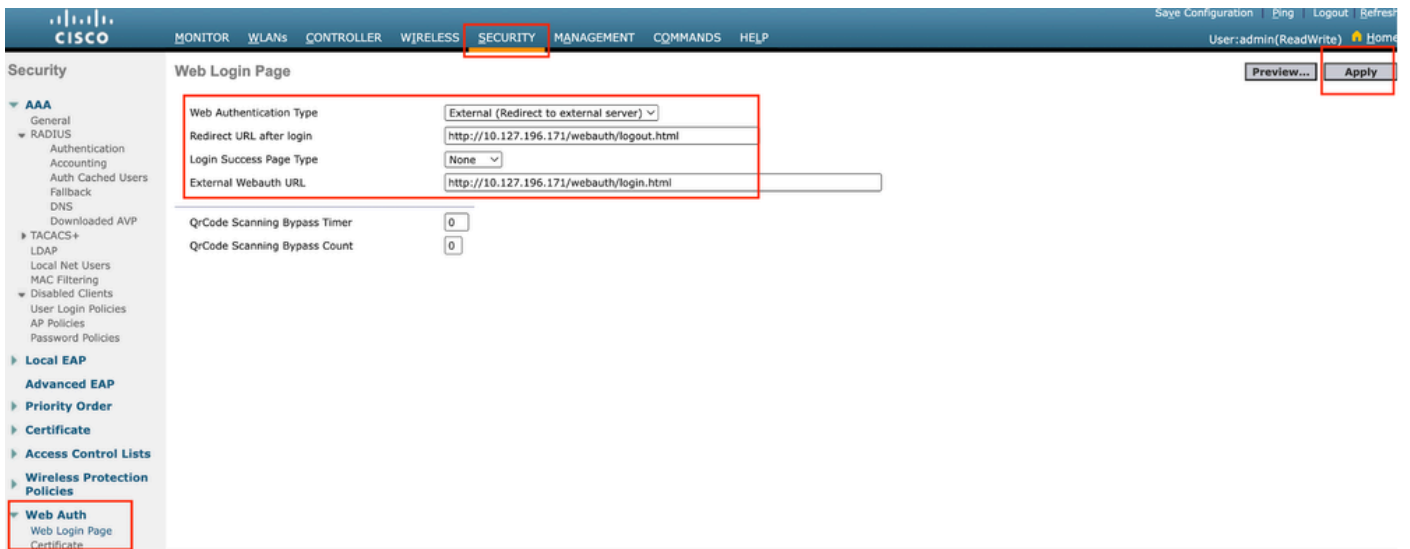 Save Configuration Ping Logout Refresh
CISCO MONITOR WLANs CONTROLLER WIRELESS SECURITY MANAGEMENT COMMANDS HELP User:admin(ReadWrite) Home
Security
Web Login Page
Preview... Apply
AAA
General
RADIUS
Authentication
Accounting
Auth Cached Users
Fallback
DNS
Downloaded AVP
TACACS+
LDAP
Local Net Users
MAC Filtering
Disabled Clients
User Login Policies
AP Policies
Password Policies
Local EAP
Advanced EAP
Priority Order
Certificate
Access Control Lists
Wireless Protection
Policies
Web Auth
Web Login Page
Certificate
Web Authentication Type External (Redirect to external server)
Redirect URL after login http://10.127.196.171/webauth/logout.html
Login Success Page Type None
External Webauth URL http://10.127.196.171/webauth/login.html
QrCode Scanning Bypass Timer 0
QrCode Scanning Bypass Count 0